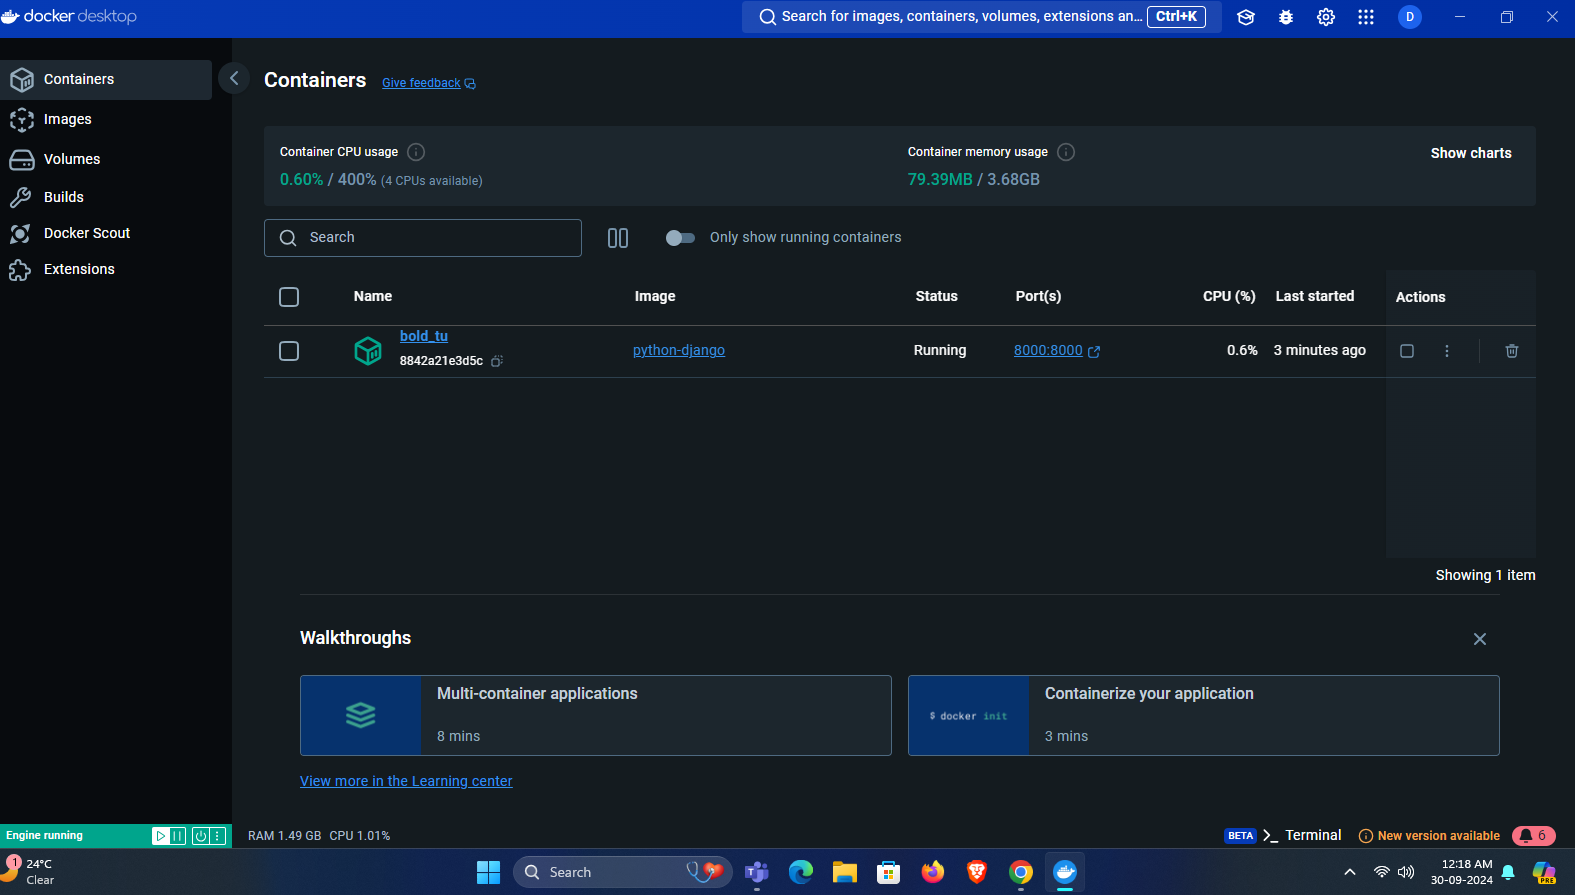 docker desktop
Search for images, containers, volumes, extensions an... Ctrl+K
D
Containers
Images
Volumes
Builds
Docker Scout
Extensions
Containers Give feedback
Container CPU usage
0.60% / 400% (4 CPUs available)
Container memory usage
79.39MB / 3.68GB
Show charts
Search
Only show running containers
Name Image Status Port(s) CPU (%) Last started Actions
bold_tu
8842a21e3d5c
python-django Running 8000:8000 0.6% 3 minutes ago
Showing 1 item
Walkthroughs
Multi-container applications
8 mins
$ docker init
Containerize your application
3 mins
View more in the Learning center
Engine running
RAM 1.49 GB CPU 1.01%
BETA Terminal New version available 6
1
24°C
Clear
Search
12:18 AM
30-09-2024
PRE